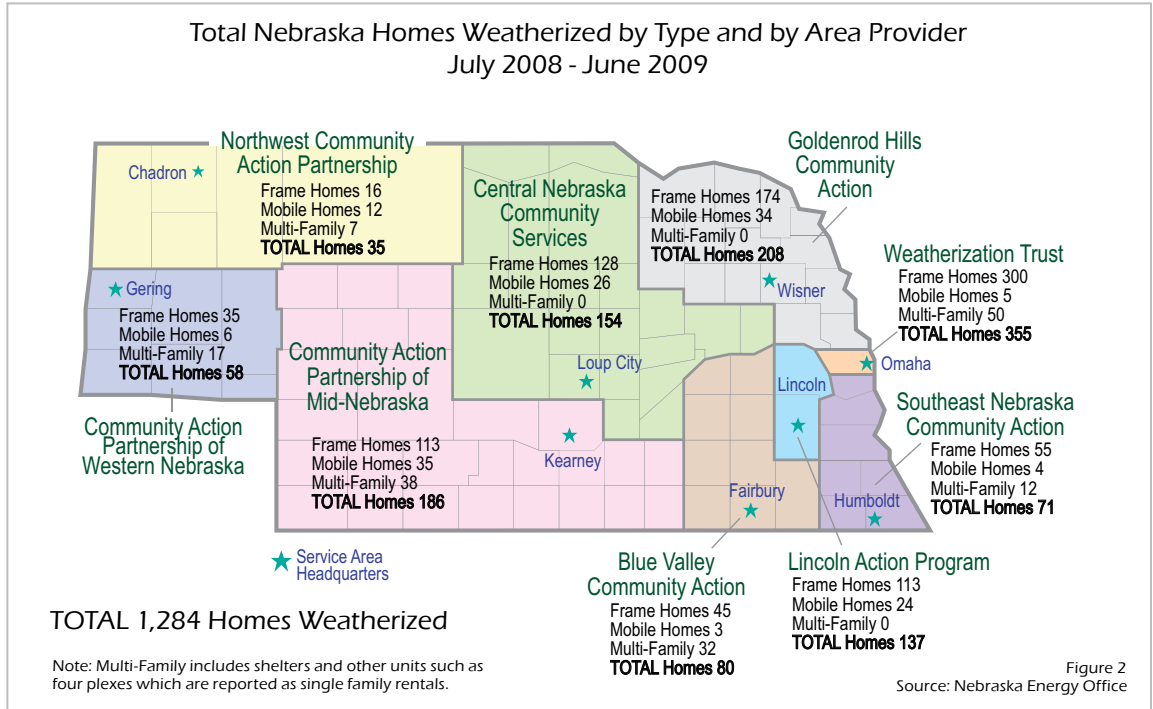 Total Nebraska Homes Weatherized by Type and by Area Provider
July 2008 - June 2009
Northwest Community
Action Partnership
Chadron
Frame Homes 16
Mobile Homes 12
Multi-Family 7
TOTAL Homes 35
Central Nebraska
Community
Services
Frame Homes 128
Mobile Homes 26
Multi-Family 0
TOTAL Homes 154
Loup City
Goldenrod Hills
Community
Action
Frame Homes 174
Mobile Homes 34
Multi-Family 0
TOTAL Homes 208
Wisner
Weatherization Trust
Frame Homes 300
Mobile Homes 5
Multi-Family 50
TOTAL Homes 355
Omaha
Gering
Frame Homes 35
Mobile Homes 6
Multi-Family 17
TOTAL Homes 58
Community Action
Partnership of
Western Nebraska
Community Action
Partnership of
Mid-Nebraska
Frame Homes 113
Mobile Homes 35
Multi-Family 38
TOTAL Homes 186
Kearney
Lincoln
Southeast Nebraska
Community Action
Frame Homes 55
Mobile Homes 4
Multi-Family 12
TOTAL Homes 71
Humboldt
Fairbury
Service Area
Headquarters
Blue Valley
Community Action
Frame Homes 45
Mobile Homes 3
Multi-Family 32
TOTAL Homes 80
Lincoln Action Program
Frame Homes 113
Mobile Homes 24
Multi-Family 0
TOTAL Homes 137
TOTAL 1,284 Homes Weatherized
Note: Multi-Family includes shelters and other units such as
four plexes which are reported as single family rentals.
Figure 2
Source: Nebraska Energy Office